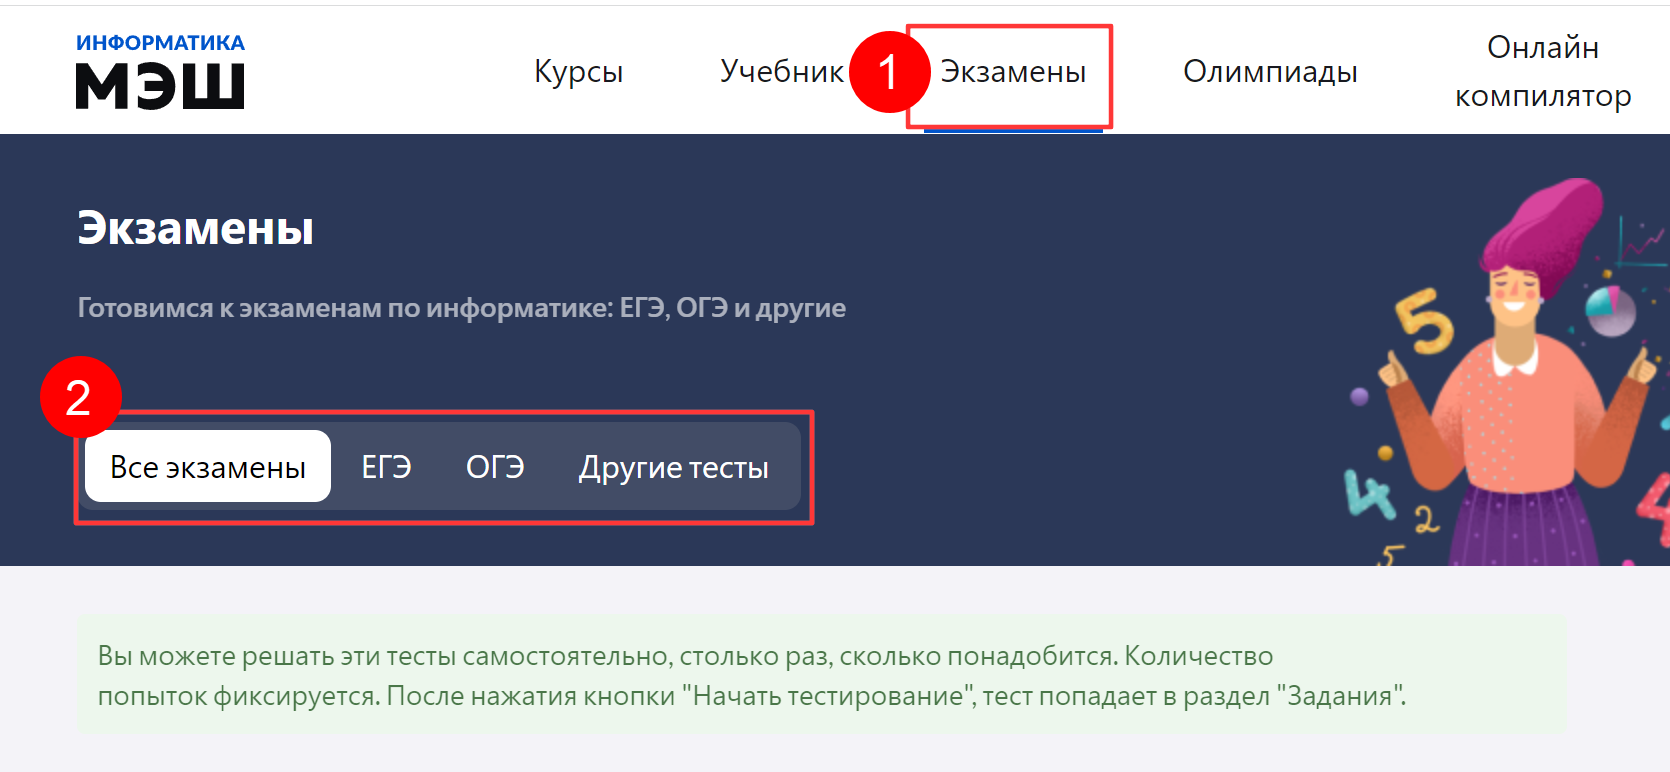 ИНФОРМАТИКА
МЭШ
Курсы
Учебник
1
Экзамены
Олимпиады
Онлайн
компилятор
Экзамены
Готовимся к экзаменам по информатике: ЕГЭ, ОГЭ и другие
2
Все экзамены ЕГЭ ОГЭ Другие тесты
5
4
2
5
4
Вы можете решать эти тесты самостоятельно, столько раз, сколько понадобится. Количество
попыток фиксируется. После нажатия кнопки "Начать тестирование", тест попадает в раздел "Задания".